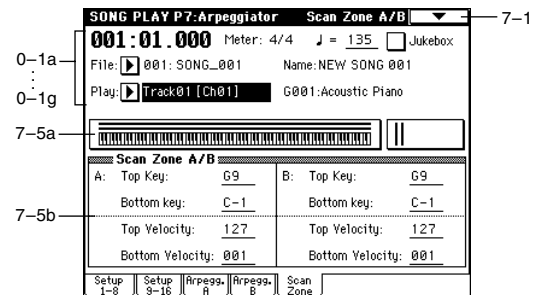 SONG PLAY P7:Arpeggiator Scan Zone A/B
7–1
001:01.000 Meter: 4/4 ♩ = 135 Jukebox
0–1a
File: 001: SONG_001 Name:NEW SONG 001
:
0–1g
Play: Track01 [Ch01] G001:Acoustic Piano
7–5a
Scan Zone A/B
A: Top Key: G9 B: Top Key: G9
Bottom key: C-1 Bottom key: C-1
7–5b
Top Velocity: 127 Top Velocity: 127
Bottom Velocity: 001 Bottom Velocity: 001
Setup 1-8 Setup 9-16 Arpegg. A Arpegg. B Scan Zone